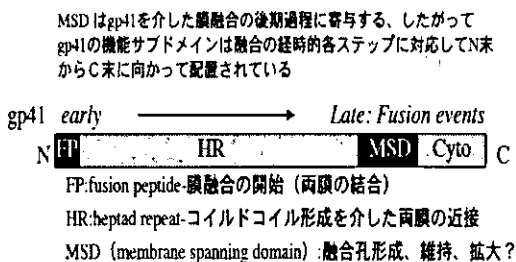 MSD はgp41を介した膜融合の後期過程に寄与する、したがって
gp41の機能サブドメインは融合の経時的各ステップに対応してN末
からC末に向かって配置されている
gp41 early Late: Fusion events
N FP HR MSD Cyto C
FP:fusion peptide-膜融合の開始（両膜の結合）
HR:heptad repeat-コイルドコイル形成を介した両膜の近接
MSD（membrane spanning domain）:融合孔形成、維持、拡大？